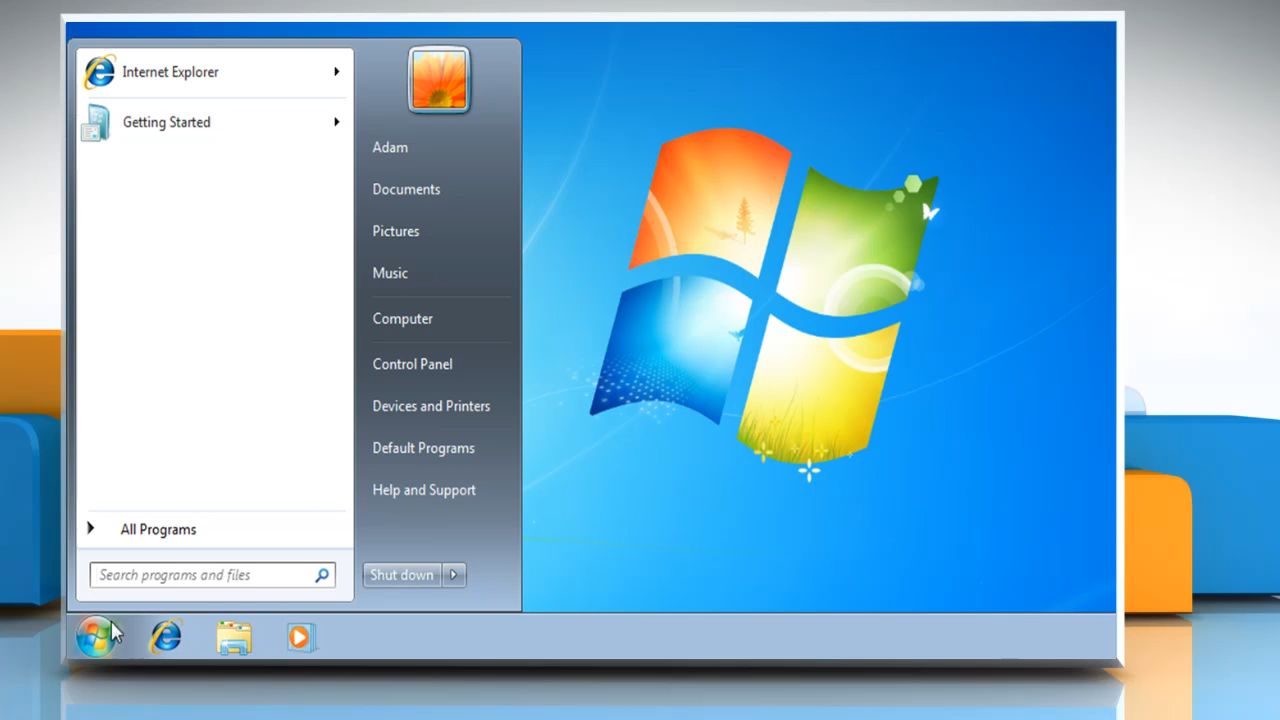 Internet Explorer
Getting Started
All Programs
Search programs and files
Adam
Documents
Pictures
Music
Computer
Control Panel
Devices and Printers
Default Programs
Help and Support
Shut down